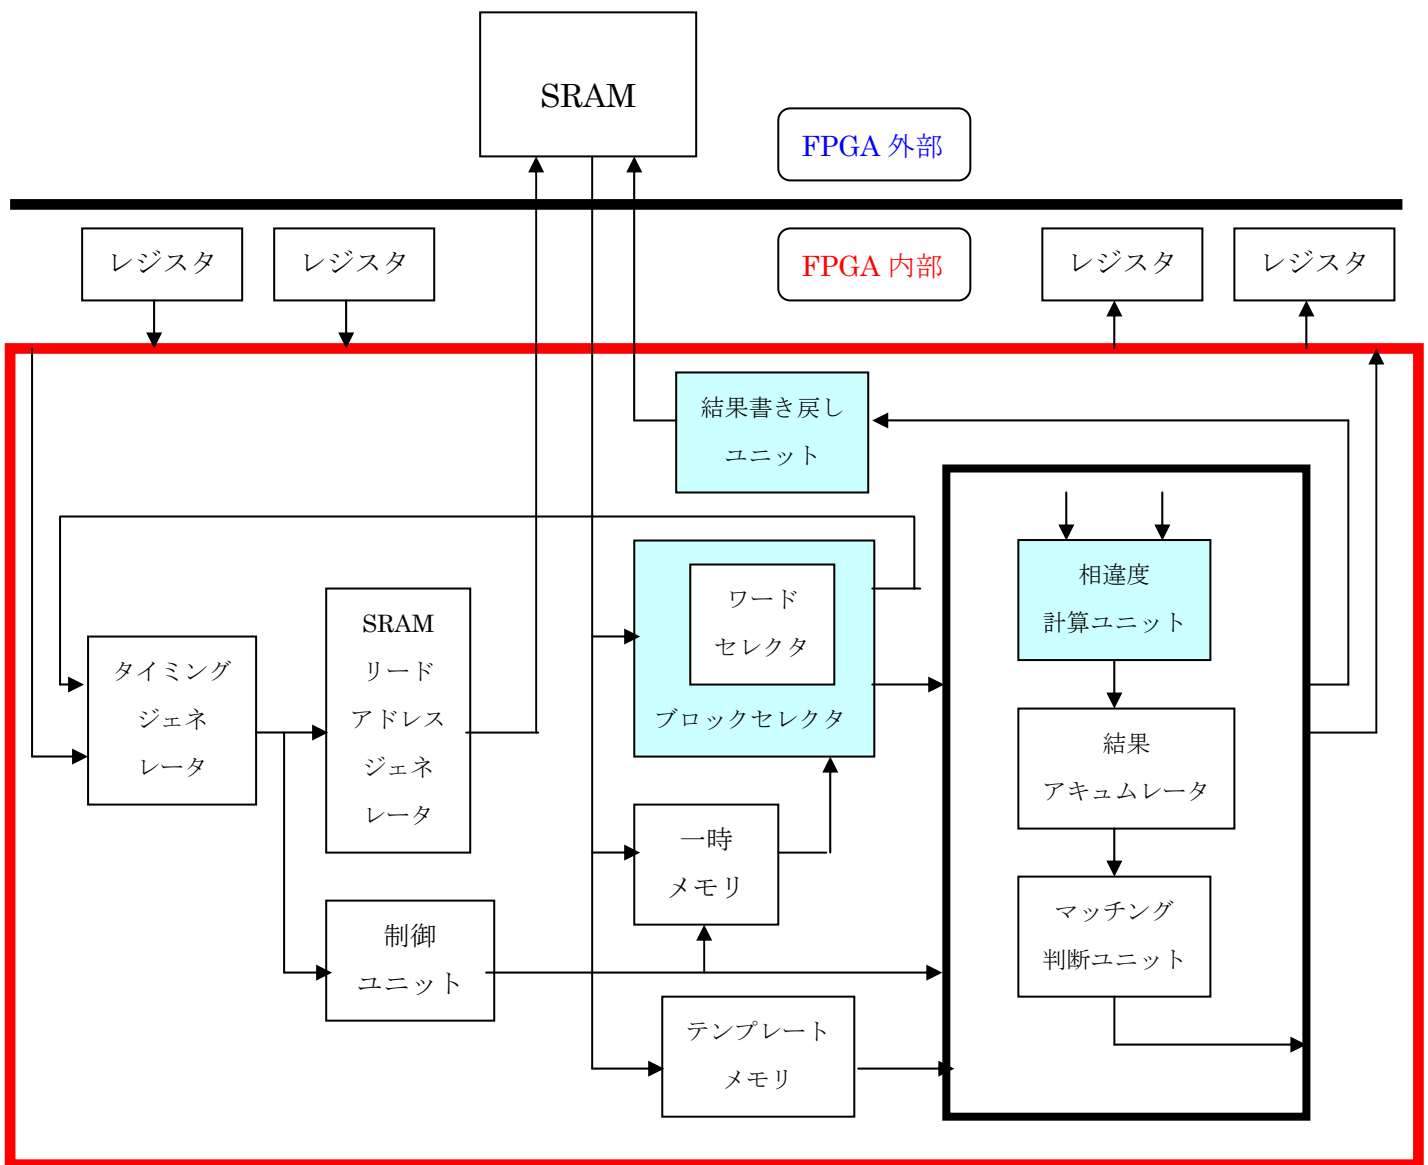 SRAM
FPGA 外部
レジスタ
レジスタ
FPGA 内部
レジスタ
レジスタ
結果書き戻し
ユニット
ワード
セレクタ
ブロックセレクタ
相違度
計算ユニット
SRAM
リード
アドレス
ジェネ
レータ
タイミング
ジェネ
レータ
結果
アキュムレータ
一時
メモリ
マッチング
判断ユニット
制御
ユニット
テンプレート
メモリ